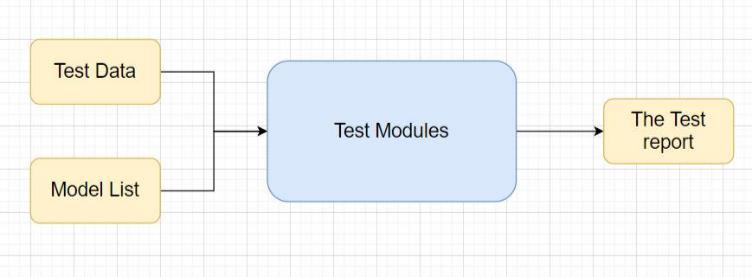 Test Data
Model List
Test Modules
The Test
report